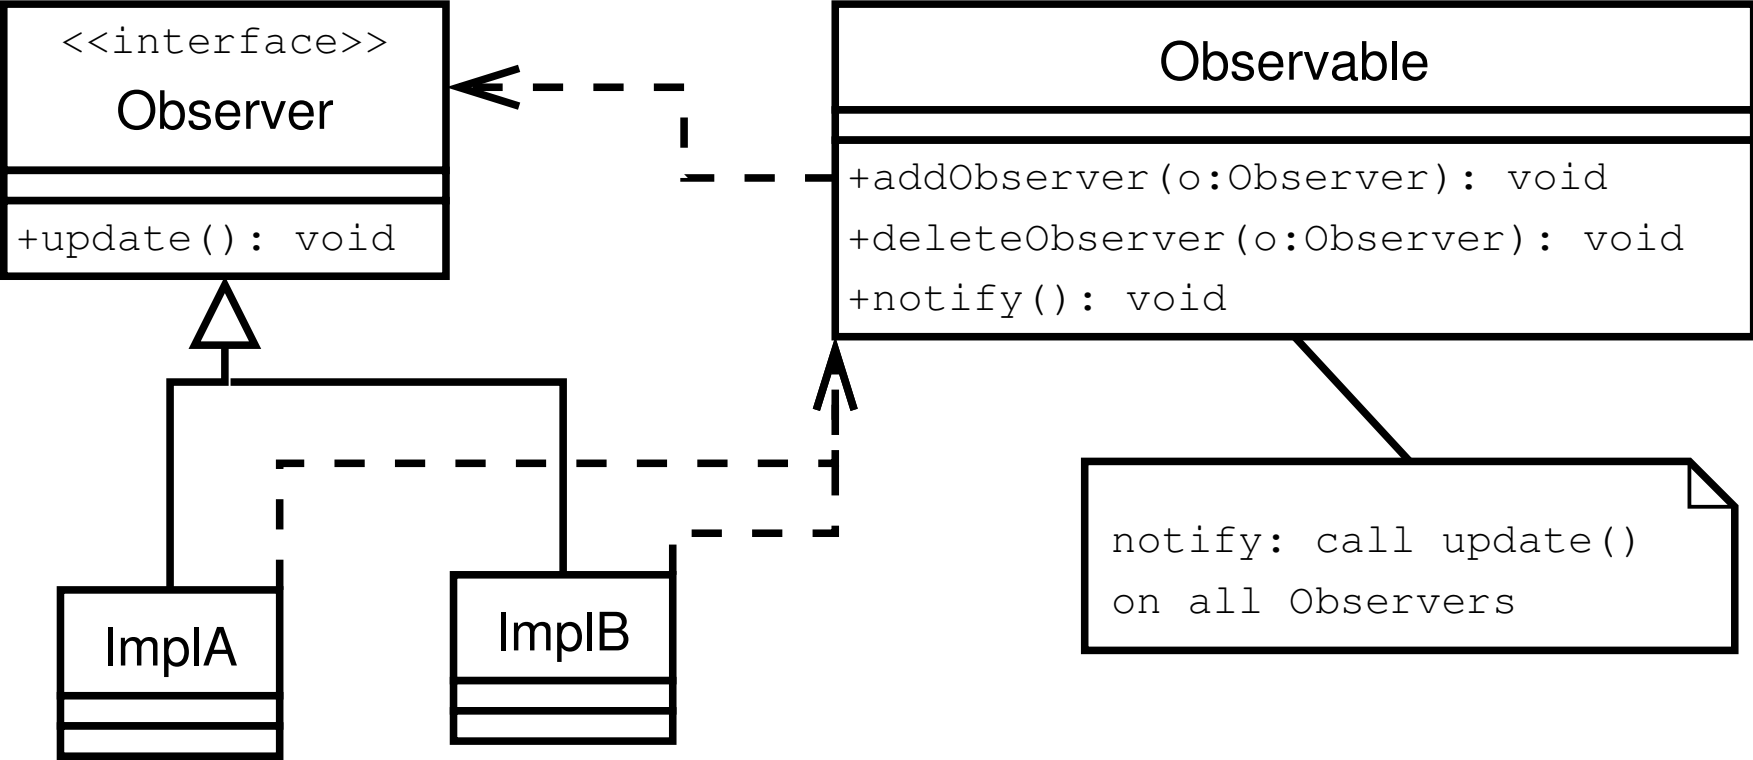 <<interface>>
Observer
+update(): void
Observable
+addObserver(o:Observer): void
+deleteObserver(o:Observer): void
+notify(): void
notify: call update()
on all Observers
ImplA
ImplB